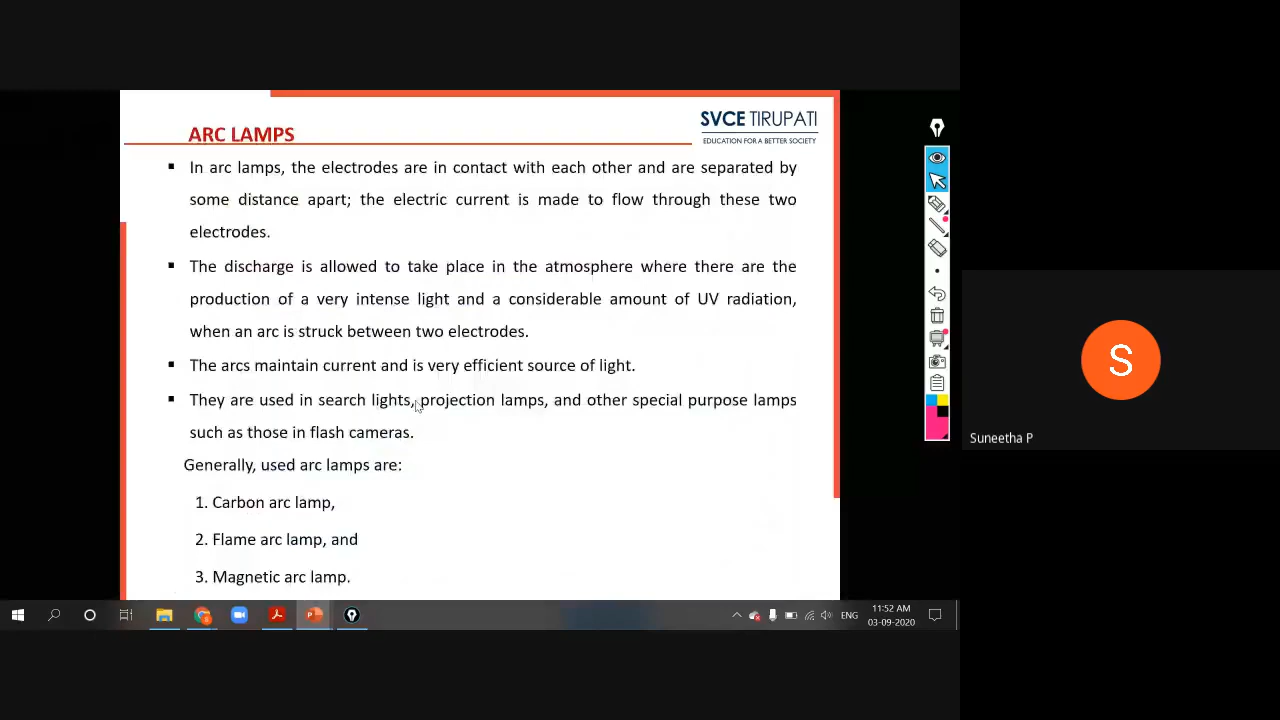 ARC LAMPS
SVCE TIRUPATI
EDUCATION FOR A BETTER SOCIETY
▪ In arc lamps, the electrodes are in contact with each other and are separated by
some distance apart; the electric current is made to flow through these two
electrodes.
▪ The discharge is allowed to take place in the atmosphere where there are the
production of a very intense light and a considerable amount of UV radiation,
when an arc is struck between two electrodes.
▪ The arcs maintain current and is very efficient source of light.
▪ They are used in search lights, projection lamps, and other special purpose lamps
such as those in flash cameras.
Generally, used arc lamps are:
1. Carbon arc lamp,
2. Flame arc lamp, and
3. Magnetic arc lamp.
S
Suneetha P
ENG
11:52 AM
03-09-2020